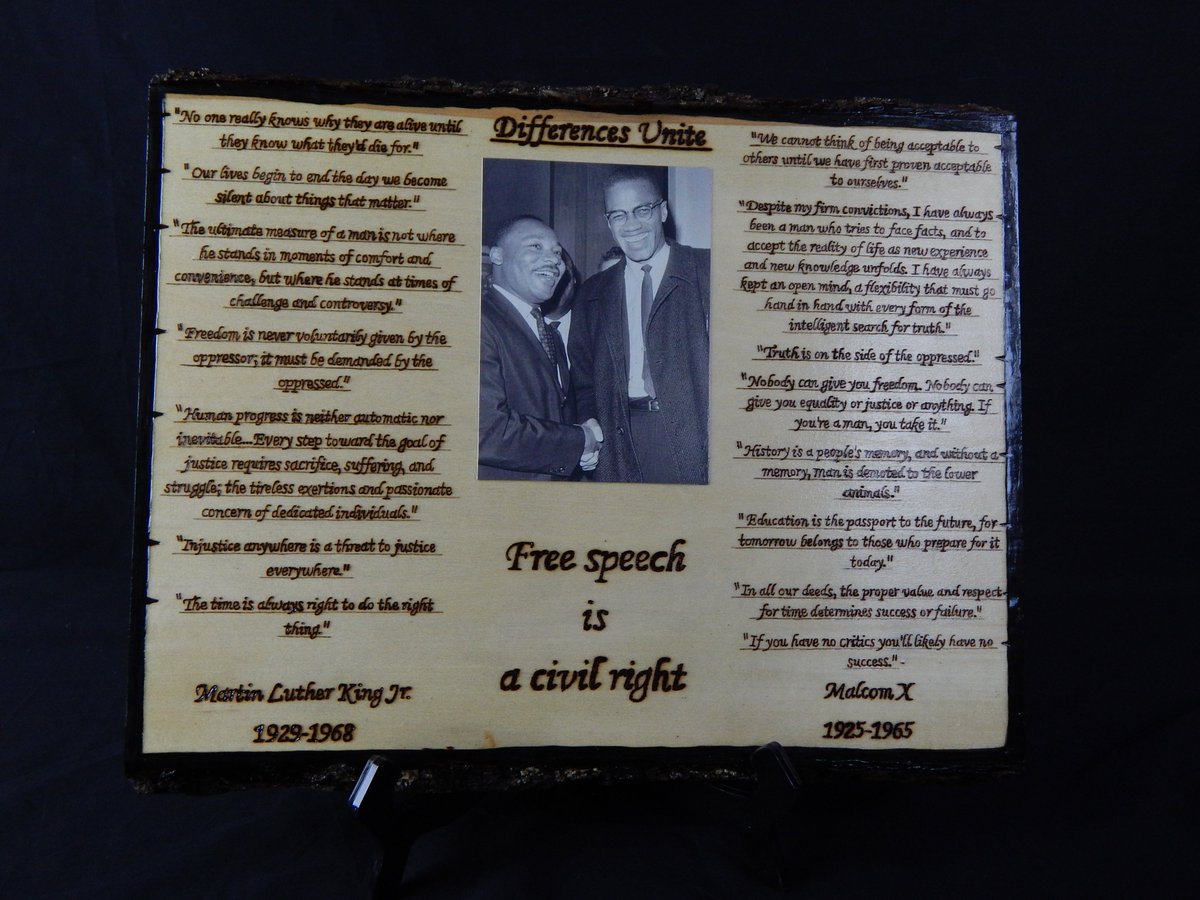 "No one really knows why they are alive until
they know what they'd die for."
"Our lives begin to end the day we become
silent about things that matter."
"The ultimate measure of a man is not where
he stands in moments of comfort and
convenience, but where he stands at times of
challenge and controversy."
"Freedom is never voluntarily given by the
oppressor; it must be demanded by the
oppressed."
"Human progress is neither automatic nor
inevitable...Every step toward the goal of
justice requires sacrifice, suffering, and
struggle; the tireless exertions and passionate
concern of dedicated individuals."
"Injustice anywhere is a threat to justice
everywhere."
"The time is always right to do the right
thing."
Martin Luther King Jr.
1929-1968
Differences Unite
Free speech
is
a civil right
"We cannot think of being acceptable to
others until we have first proven acceptable
to ourselves."
"Despite my firm convictions, I have always
been a man who tries to face facts, and to
accept the reality of life as new experience
and new knowledge unfolds. I have always
kept an open mind, a flexibility that must go
hand in hand with every form of the
intelligent search for truth."
"Truth is on the side of the oppressed."
"Nobody can give you freedom. Nobody can
give you equality or justice or anything. If
you're a man, you take it."
"History is a people's memory, and without a
memory, man is demoted to the lower
animals."
"Education is the passport to the future, for
tomorrow belongs to those who prepare for it
today."
"In all our deeds, the proper value and respect
for time determines success or failure."
"If you have no critics you'll likely have no
success."-
Malcom X
1925-1965